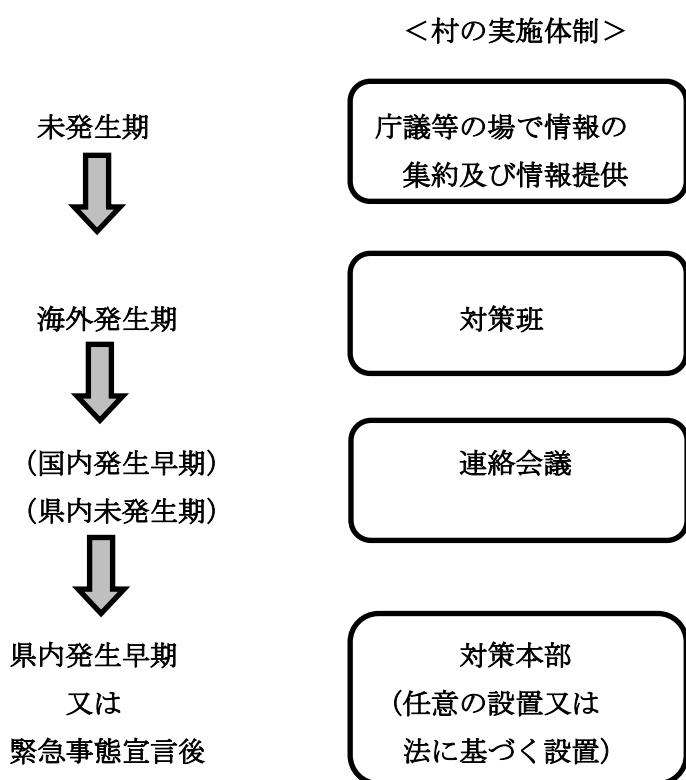 ＜村の実施体制＞
未発生期
庁議等の場で情報の
集約及び情報提供
海外発生期
対策班
（国内発生早期）
（県内未発生期）
連絡会議
県内発生早期
又は
緊急事態宣言後
対策本部
（任意の設置又は
法に基づく設置）